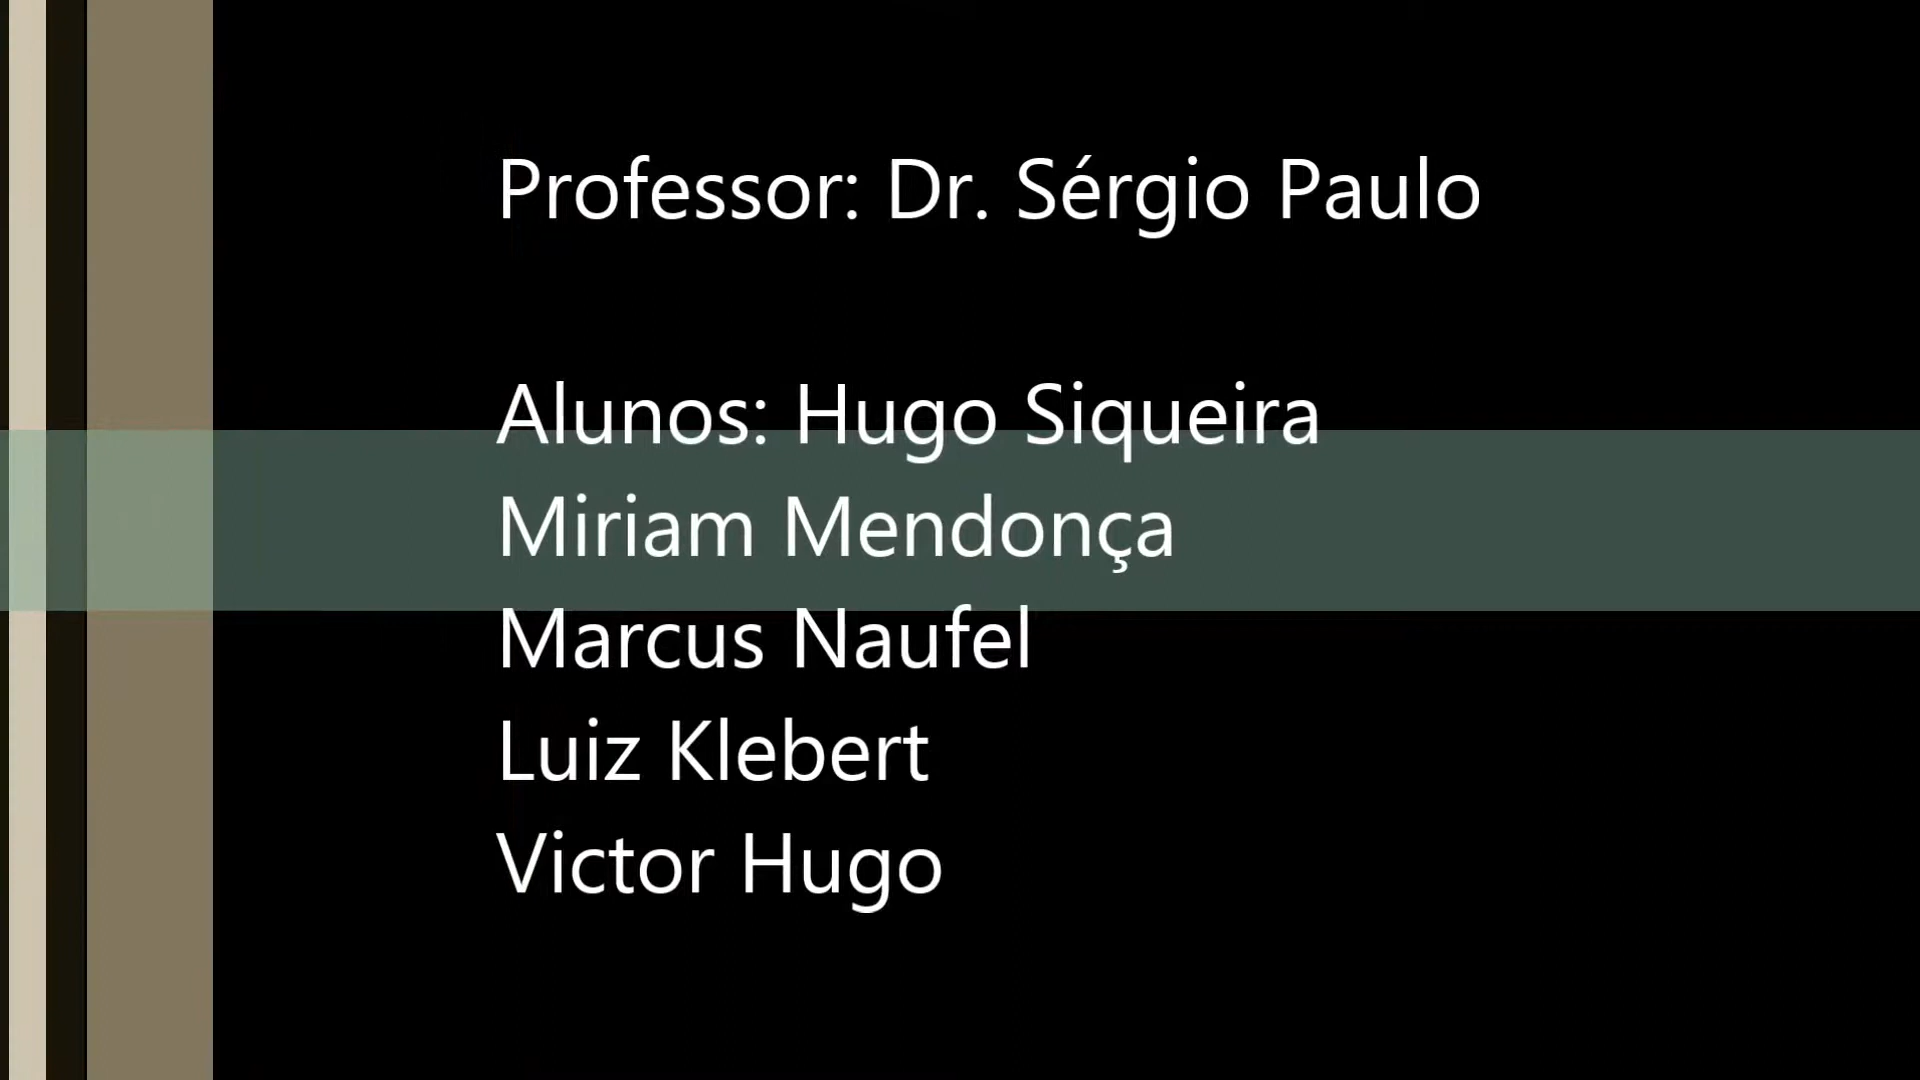 Professor: Dr. Sérgio Paulo
Alunos: Hugo Siqueira
Miriam Mendonça
Marcus Naufel
Luiz Klebert
Victor Hugo